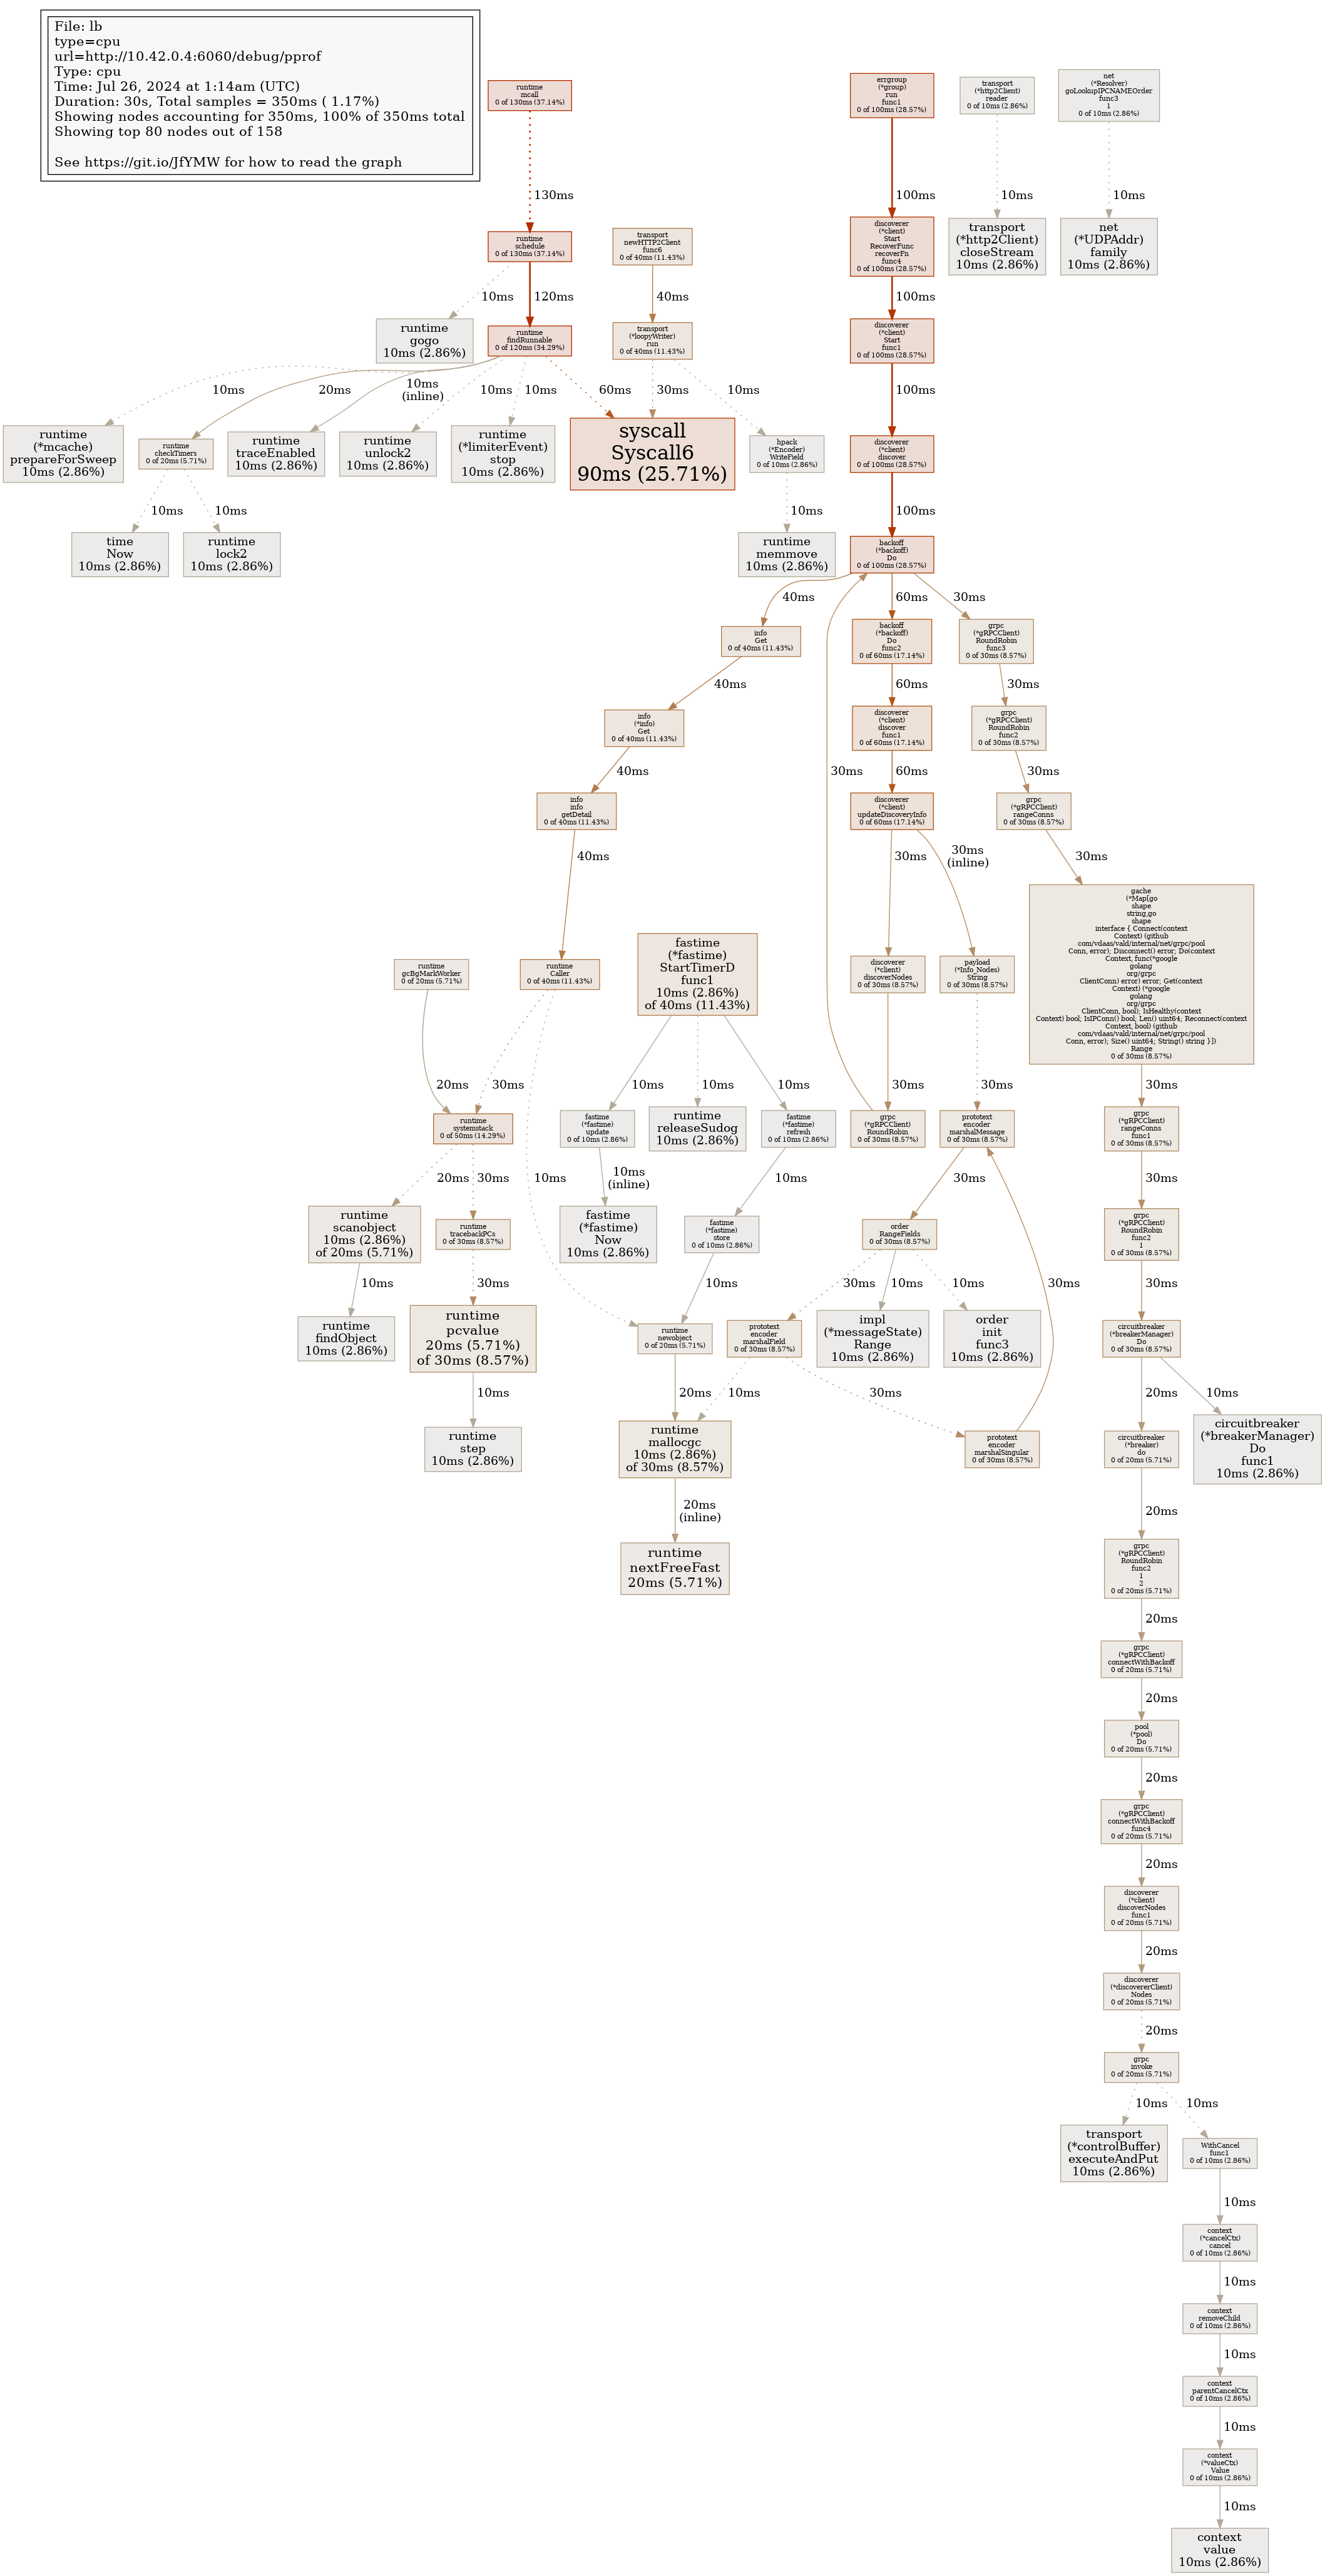 File: lb
type=cpu
url=http://10.42.0.4:6060/debug/pprof
Type: cpu
Time: Jul 26, 2024 at 1:14am (UTC)
Duration: 30s, Total samples = 350ms ( 1.17%)
Showing nodes accounting for 350ms, 100% of 350ms total
Showing top 80 nodes out of 158
See https://git.io/JfYMW for how to read the graph
runtime
mcall
0 of 130ms (37.14%)
errgroup
(*group)
run
func1
0 of 100ms (28.57%)
transport
(*http2Client)
reader
0 of 10ms (2.86%)
net
(*Resolver)
goLookupIPCNAMEOrder
func3
1
0 of 10ms (2.86%)
130ms
100ms
10ms
10ms
runtime
schedule
0 of 130ms (37.14%)
transport
newHTTP2Client
func6
0 of 40ms (11.43%)
discoverer
(*client)
Start
RecoverFunc
recoverFn
func4
0 of 100ms (28.57%)
transport
(*http2Client)
closeStream
10ms (2.86%)
net
(*UDPAddr)
family
10ms (2.86%)
10ms
120ms
40ms
100ms
runtime
gogo
10ms (2.86%)
runtime
findRunnable
0 of 120ms (34.29%)
transport
(*loopyWriter)
run
0 of 40ms (11.43%)
discoverer
(*client)
Start
func1
0 of 100ms (28.57%)
10ms
20ms
10ms
(inline)
10ms
10ms
60ms
30ms
10ms
100ms
runtime
(*mcache)
prepareForSweep
10ms (2.86%)
runtime
checkTimers
0 of 20ms (5.71%)
runtime
traceEnabled
10ms (2.86%)
runtime
unlock2
10ms (2.86%)
runtime
(*limiterEvent)
stop
10ms (2.86%)
syscall
Syscall6
90ms (25.71%)
hpack
(*Encoder)
WriteField
0 of 10ms (2.86%)
discoverer
(*client)
discover
0 of 100ms (28.57%)
10ms
10ms
10ms
100ms
time
Now
10ms (2.86%)
runtime
lock2
10ms (2.86%)
runtime
memmove
10ms (2.86%)
backoff
(*backoff)
Do
0 of 100ms (28.57%)
40ms
60ms
30ms
info
Get
0 of 40ms (11.43%)
backoff
(*backoff)
Do
func2
0 of 60ms (17.14%)
grpc
(*gRPCClient)
RoundRobin
func3
0 of 30ms (8.57%)
40ms
60ms
30ms
info
(*info)
Get
0 of 40ms (11.43%)
discoverer
(*client)
discover
func1
0 of 60ms (17.14%)
grpc
(*gRPCClient)
RoundRobin
func2
0 of 30ms (8.57%)
40ms
30ms
60ms
30ms
info
info
getDetail
0 of 40ms (11.43%)
discoverer
(*client)
updateDiscoveryInfo
0 of 60ms (17.14%)
grpc
(*gRPCClient)
rangeConns
0 of 30ms (8.57%)
40ms
30ms
30ms
(inline)
30ms
runtime
gcBgMarkWorker
0 of 20ms (5.71%)
runtime
Caller
0 of 40ms (11.43%)
fastime
(*fastime)
StartTimerD
func1
10ms (2.86%)
of 40ms (11.43%)
discoverer
(*client)
discoverNodes
0 of 30ms (8.57%)
payload
(*Info_Nodes)
String
0 of 30ms (8.57%)
gache
(*Map[go
shape
string,go
shape
interface { Connect(context
Context) (github
com/vdaas/vald/internal/net/grpc/pool
Conn, error); Disconnect() error; Do(context
Context, func(*google
golang
org/grpc
ClientConn) error) error; Get(context
Context) (*google
golang
org/grpc
ClientConn, bool); IsHealthy(context
Context) bool; IsIPConn() bool; Len() uint64; Reconnect(context
Context, bool) (github
com/vdaas/vald/internal/net/grpc/pool
Conn, error); Size() uint64; String() string }])
Range
0 of 30ms (8.57%)
20ms
30ms
10ms
10ms
10ms
30ms
30ms
30ms
runtime
systemstack
0 of 50ms (14.29%)
fastime
(*fastime)
update
0 of 10ms (2.86%)
runtime
releaseSudog
10ms (2.86%)
fastime
(*fastime)
refresh
0 of 10ms (2.86%)
grpc
(*gRPCClient)
RoundRobin
0 of 30ms (8.57%)
prototext
encoder
marshalMessage
0 of 30ms (8.57%)
grpc
(*gRPCClient)
rangeConns
func1
0 of 30ms (8.57%)
20ms
30ms
10ms
10ms
(inline)
10ms
30ms
30ms
runtime
scanobject
10ms (2.86%)
of 20ms (5.71%)
runtime
tracebackPCs
0 of 30ms (8.57%)
fastime
(*fastime)
Now
10ms (2.86%)
fastime
(*fastime)
store
0 of 10ms (2.86%)
order
RangeFields
0 of 30ms (8.57%)
grpc
(*gRPCClient)
RoundRobin
func2
1
0 of 30ms (8.57%)
10ms
30ms
10ms
30ms
10ms
10ms
30ms
30ms
runtime
findObject
10ms (2.86%)
runtime
pcvalue
20ms (5.71%)
of 30ms (8.57%)
runtime
newobject
0 of 20ms (5.71%)
prototext
encoder
marshalField
0 of 30ms (8.57%)
impl
(*messageState)
Range
10ms (2.86%)
order
init
func3
10ms (2.86%)
circuitbreaker
(*breakerManager)
Do
0 of 30ms (8.57%)
10ms
20ms
10ms
30ms
20ms
10ms
runtime
step
10ms (2.86%)
runtime
mallocgc
10ms (2.86%)
of 30ms (8.57%)
prototext
encoder
marshalSingular
0 of 30ms (8.57%)
circuitbreaker
(*breaker)
do
0 of 20ms (5.71%)
circuitbreaker
(*breakerManager)
Do
func1
10ms (2.86%)
20ms
(inline)
20ms
runtime
nextFreeFast
20ms (5.71%)
grpc
(*gRPCClient)
RoundRobin
func2
1
2
0 of 20ms (5.71%)
20ms
grpc
(*gRPCClient)
connectWithBackoff
0 of 20ms (5.71%)
20ms
pool
(*pool)
Do
0 of 20ms (5.71%)
20ms
grpc
(*gRPCClient)
connectWithBackoff
func4
0 of 20ms (5.71%)
20ms
discoverer
(*client)
discoverNodes
func1
0 of 20ms (5.71%)
20ms
discoverer
(*discovererClient)
Nodes
0 of 20ms (5.71%)
20ms
grpc
invoke
0 of 20ms (5.71%)
10ms
10ms
transport
(*controlBuffer)
executeAndPut
10ms (2.86%)
WithCancel
func1
0 of 10ms (2.86%)
10ms
context
(*cancelCtx)
cancel
0 of 10ms (2.86%)
10ms
context
removeChild
0 of 10ms (2.86%)
10ms
context
parentCancelCtx
0 of 10ms (2.86%)
10ms
context
(*valueCtx)
Value
0 of 10ms (2.86%)
10ms
context
value
10ms (2.86%)